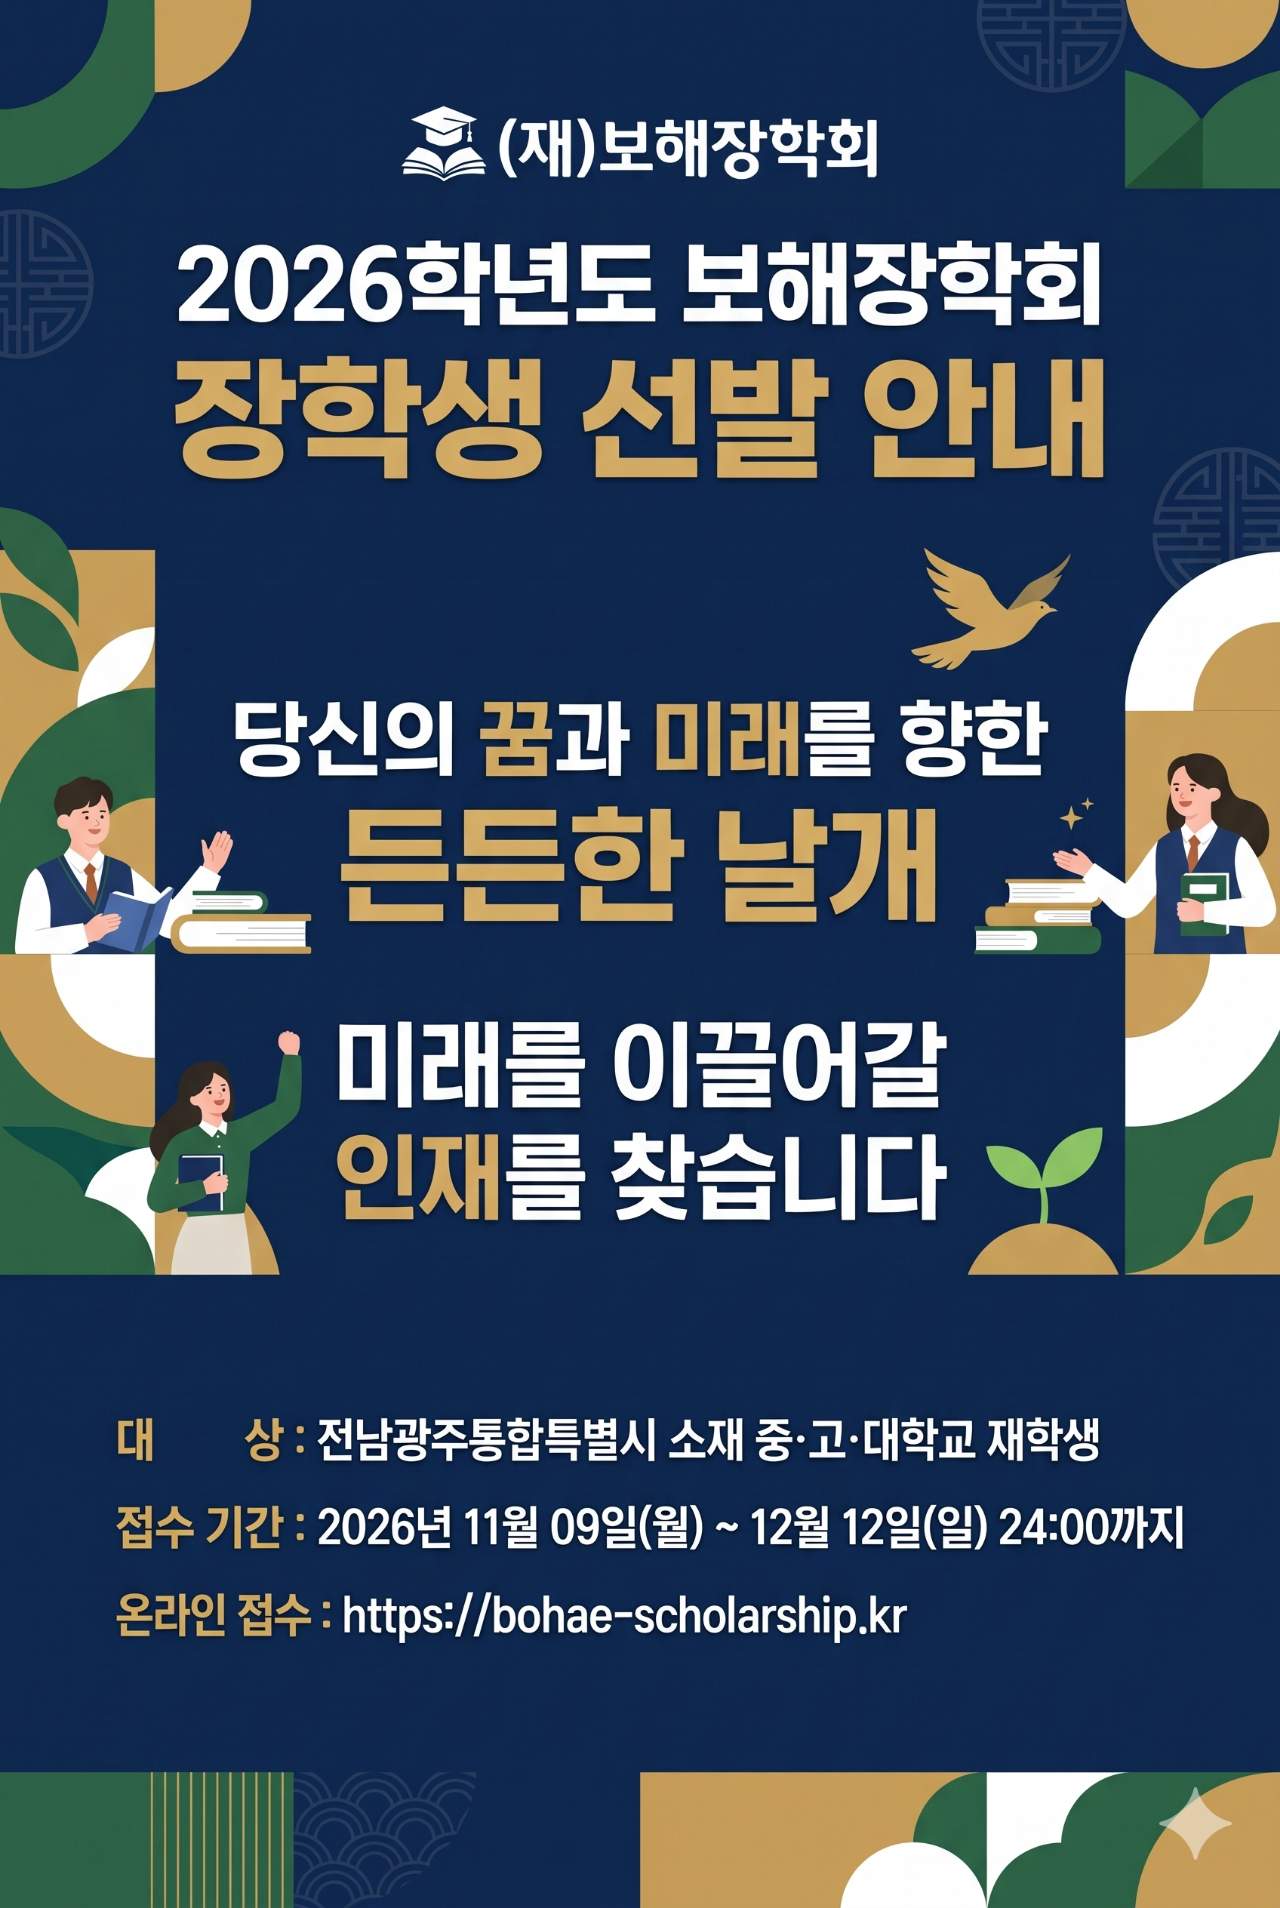 (재)보해장학회
2026학년도 보해장학회
장학생 선발 안내
당신의 꿈과 미래를 향한
든든한 날개
미래를 이끌어갈
인재를 찾습니다
대 상 : 전남광주통합특별시 소재 중·고·대학교 재학생
접수 기간 : 2026년 11월 09일(월) ~ 12월 12일(일) 24:00까지
온라인 접수 : https://bohae-scholarship.kr